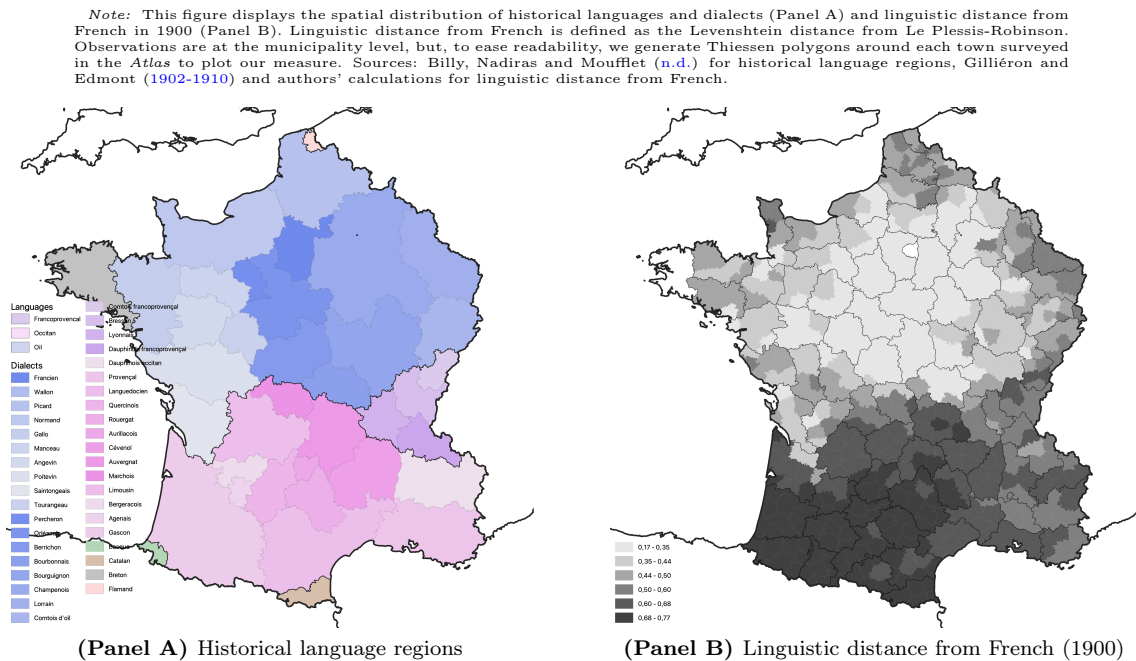 Note: This figure displays the spatial distribution of historical languages and dialects (Panel A) and linguistic distance from
French in 1900 (Panel B). Linguistic distance from French is defined as the Levenshtein distance from Le Plessis-Robinson.
Observations are at the municipality level, but, to ease readability, we generate Thiessen polygons around each town surveyed
in the Atlas to plot our measure. Sources: Billy, Nadiras and Moufflet (n.d.) for historical language regions, Gilliéron and
Edmont (1902-1910) and authors' calculations for linguistic distance from French.
Languages
Francoprovencal
Occitan
Oil
Dialects
Francien
Wallon
Picard
Normand
Gallo
Manceau
Angevin
Poitevin
Saintongeais
Tourangeau
Percheron
Berrichon
Bourbonnais
Bourguignon
Champenois
Lorrain
Comtois d'oil
Comtois francoprovençal
Bressan
Lyonnais
Dauphinois francoprovençal
Dauphinois occitan
Provençal
Languedocien
Quercinois
Rouergat
Aurillacois
Cévenol
Auvergnat
Marchois
Limousin
Bergeracois
Agenais
Gascon
Basque
Catalan
Breton
Flamand
0,17 - 0,35
0,35 - 0,44
0,44 - 0,50
0,50 - 0,60
0,60 - 0,68
0,68 - 0,77
(Panel A) Historical language regions
(Panel B) Linguistic distance from French (1900)